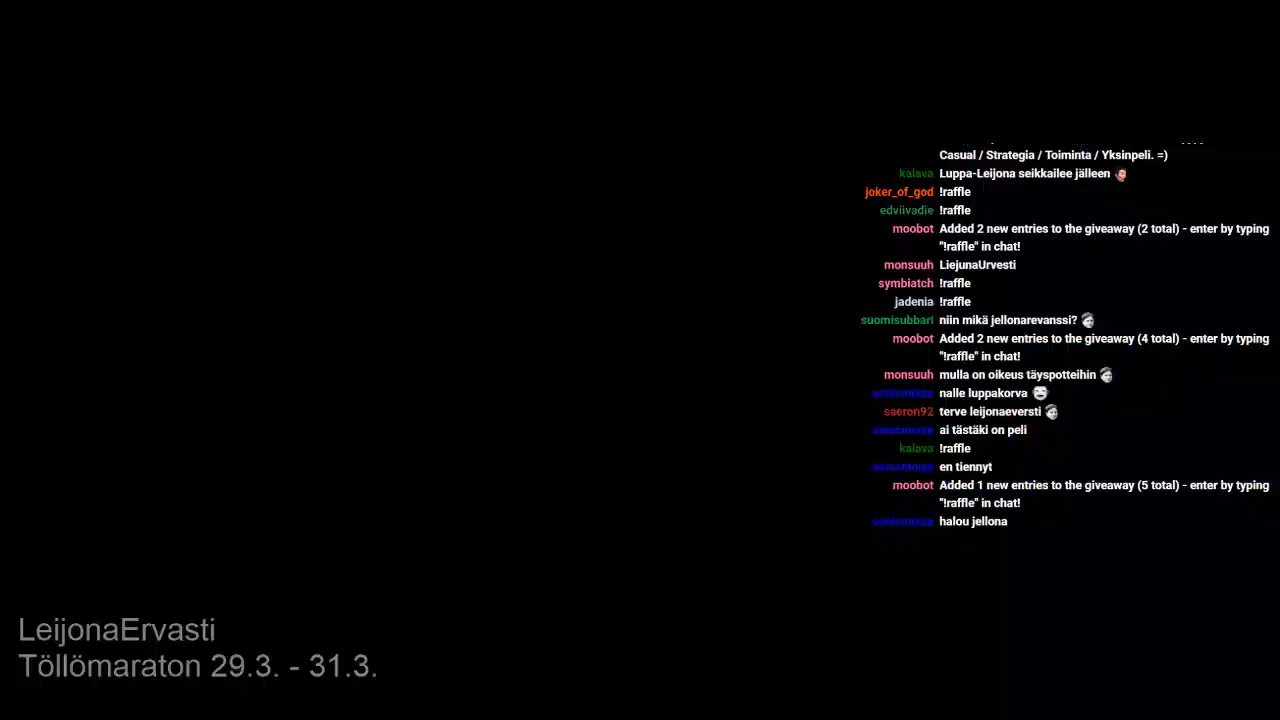 Casual / Strategia / Toiminta / Yksinpeli. =)
kalava Luppa-Leijona seikkailee jälleen
joker_of_god !raffle
edviivadie !raffle
moobot Added 2 new entries to the giveaway (2 total) - enter by typing
"!raffle" in chat!
monsuuh LiejunaUrvesti
symbiatch !raffle
jadenia !raffle
suomisubbari niin mikä jellonarevanssi?
moobot Added 2 new entries to the giveaway (4 total) - enter by typing
"!raffle" in chat!
monsuuh mulla on oikeus täyspotteihin
nalle luppakorva
saeron92 terve leijonaeversti
ai tästäki on peli
kalava !raffle
en tiennyt
moobot Added 1 new entries to the giveaway (5 total) - enter by typing
"!raffle" in chat!
halou jellona
LeijonaErvasti
Töllömaraton 29.3. - 31.3.